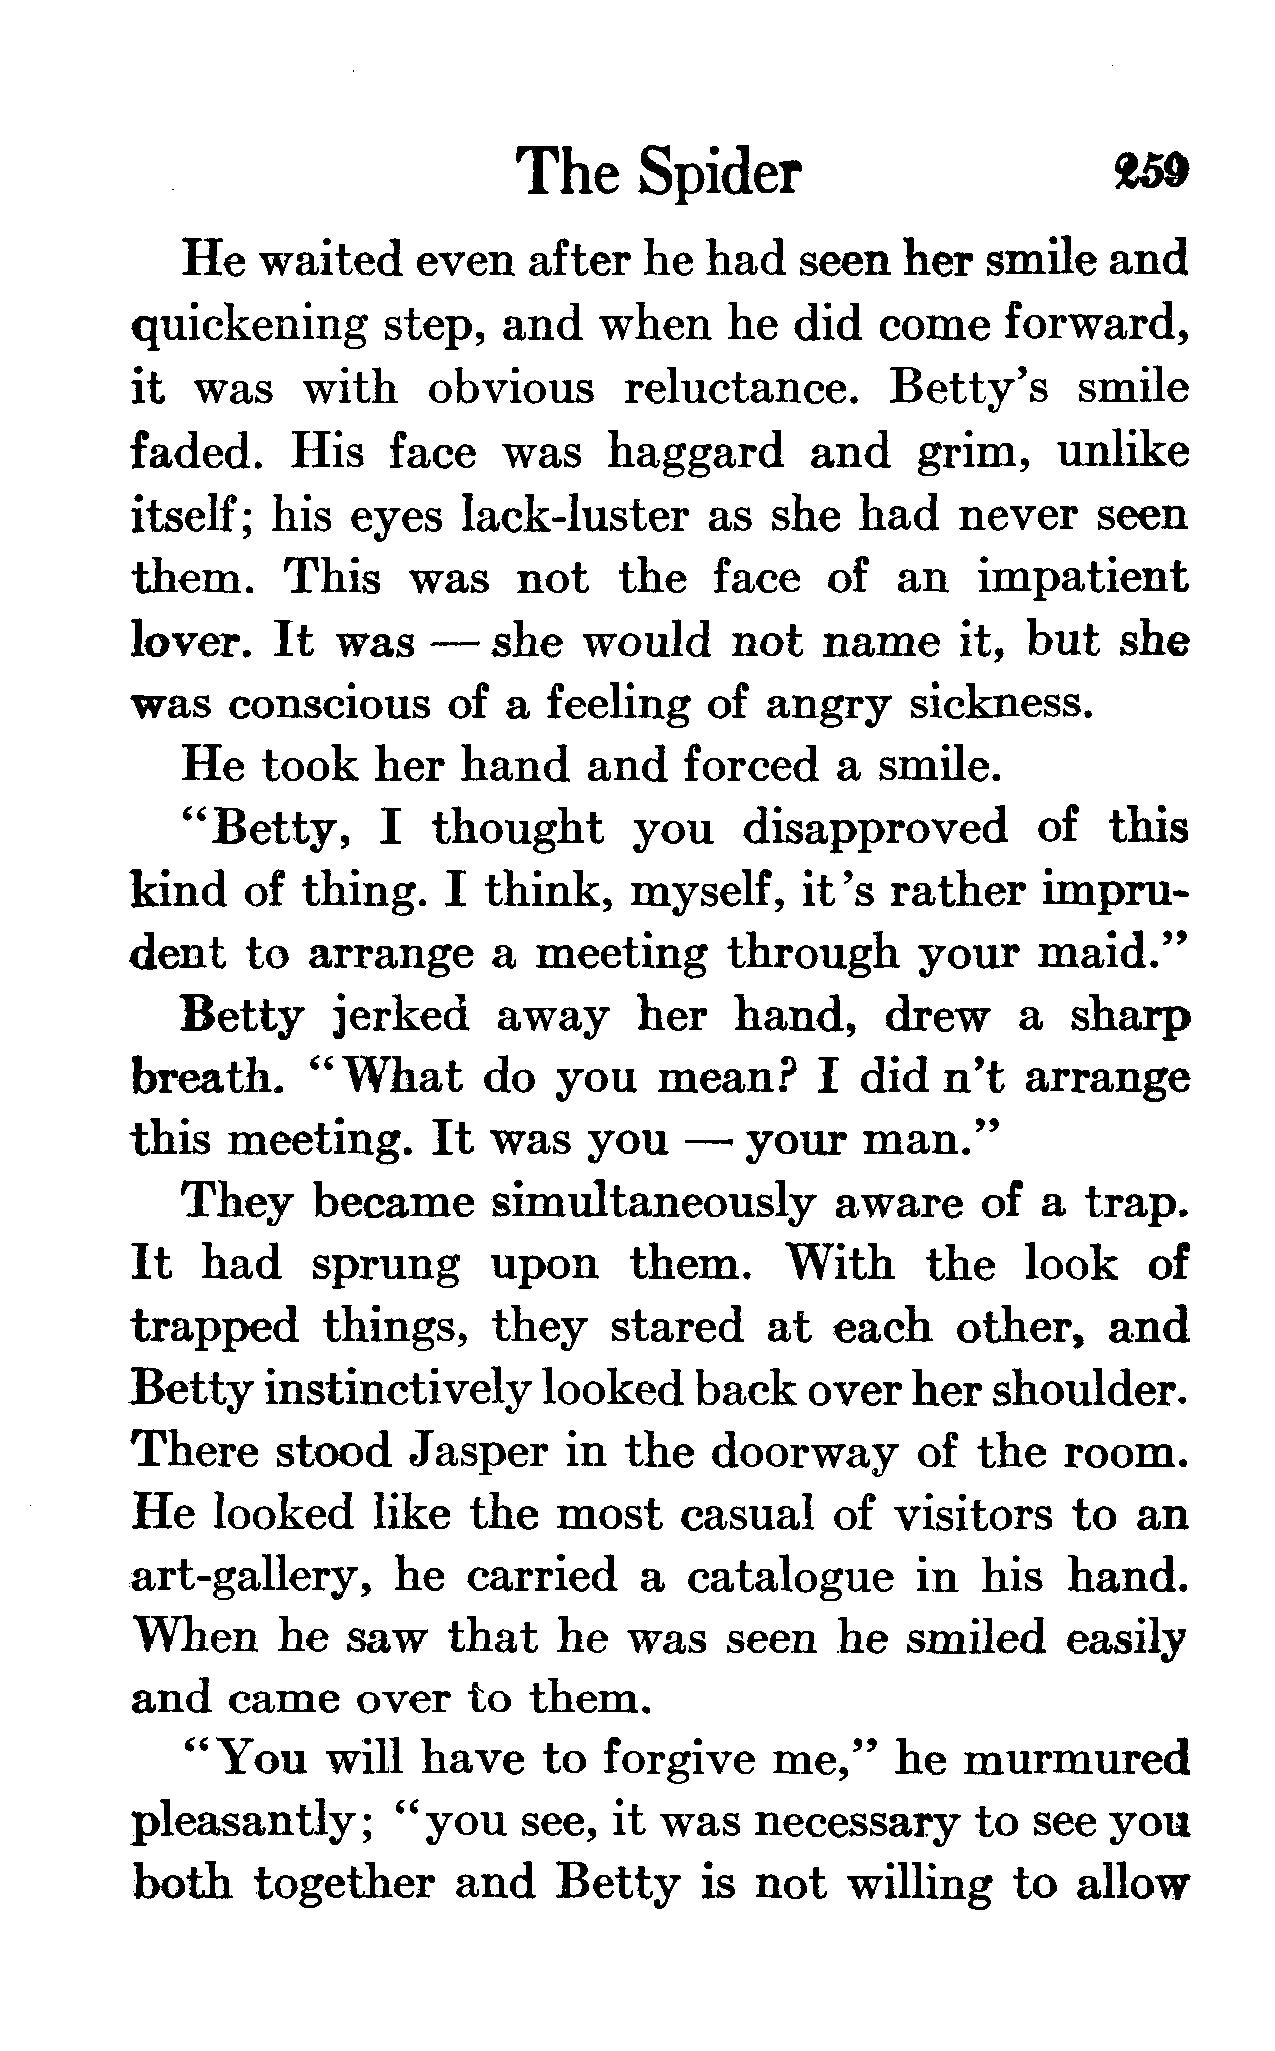 The Spider 259
He waited even after he had seen her smile and
quickening step, and when he did come forward,
it was with obvious reluctance. Betty's smile
faded. His face was haggard and grim, unlike
itself; his eyes lack-luster as she had never seen
them. This was not the face of an impatient
lover. It was — she would not name it, but she
was conscious of a feeling of angry sickness.
He took her hand and forced a smile.
"Betty, I thought you disapproved of this
kind of thing. I think, myself, it's rather impru-
dent to arrange a meeting through your maid."
Betty jerked away her hand, drew a sharp
breath. "What do you mean? I did n't arrange
this meeting. It was you — your man."
They became simultaneously aware of a trap.
It had sprung upon them. With the look of
trapped things, they stared at each other, and
Betty instinctively looked back over her shoulder.
There stood Jasper in the doorway of the room.
He looked like the most casual of visitors to an
art-gallery, he carried a catalogue in his hand.
When he saw that he was seen he smiled easily
and came over to them.
"You will have to forgive me," he murmured
pleasantly; "you see, it was necessary to see you
both together and Betty is not willing to allow